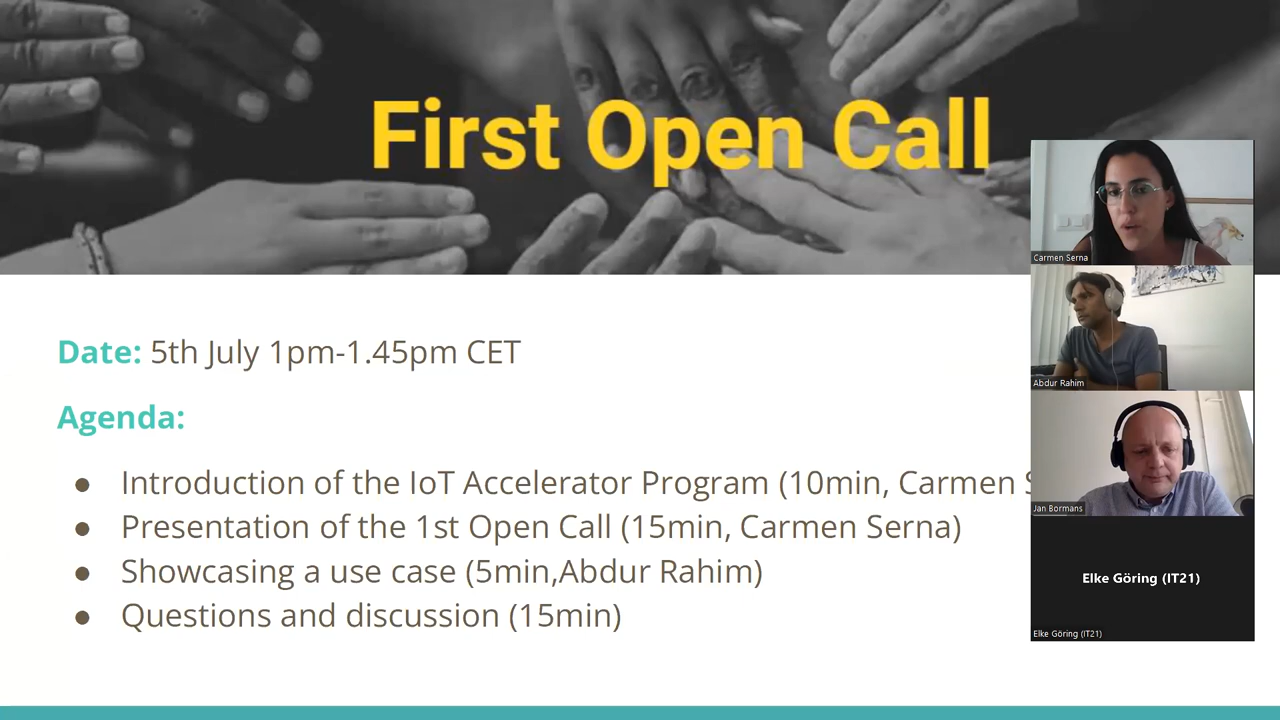 First Open Call
Date: 5th July 1pm-1.45pm CET
Agenda:
● Introduction of the IoT Accelerator Program (10min, Carmen
● Presentation of the 1st Open Call (15min, Carmen Serna)
● Showcasing a use case (5min,Abdur Rahim)
● Questions and discussion (15min)
Carmen Serna
Abdur Rahim
Jan Bormans
Elke Göring (IT21)
Elke Göring (IT21)